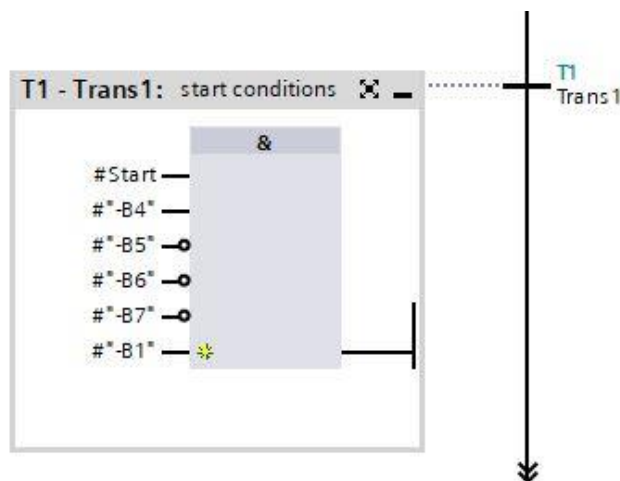 T1 - Trans1: start conditions
T1
Trans1
&
#Start
#"-B4"
#"-B5"
#"-B6"
#"-B7"
#"-B1"